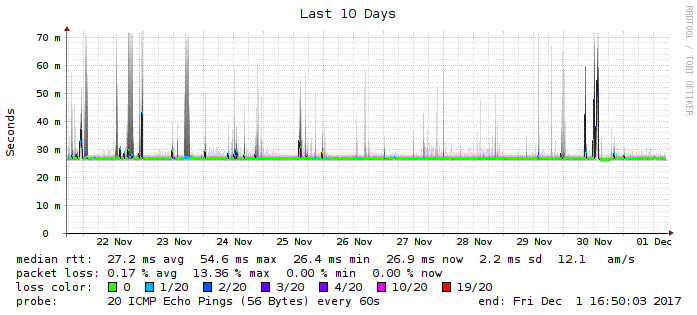 Last 10 Days
RRDTOOL / TOBI OETIKER
Seconds
70 m
60 m
50 m
40 m
30 m
20 m
10 m
0
22 Nov 23 Nov 24 Nov 25 Nov 26 Nov 27 Nov 28 Nov 29 Nov 30 Nov 01 Dec
median rtt: 27.2 ms avg 54.6 ms max 26.4 ms min 26.9 ms now 2.2 ms sd 12.1 am/s
packet loss: 0.17 % avg 13.36 % max 0.00 % min 0.00 % now
loss color: 0 1/20 2/20 3/20 4/20 10/20 19/20
probe: 20 ICMP Echo Pings (56 Bytes) every 60s end: Fri Dec 1 16:50:03 2017